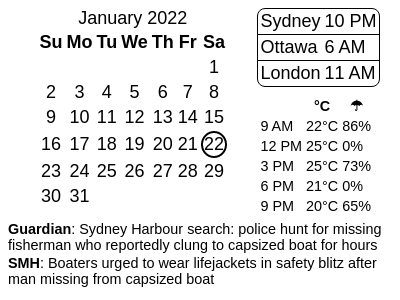 January 2022
Su Mo Tu We Th Fr Sa
1
2 3 4 5 6 7 8
9 10 11 12 13 14 15
16 17 18 19 20 21 22
23 24 25 26 27 28 29
30 31
Sydney 10 PM
Ottawa 6 AM
London 11 AM
°C ☂
9 AM 22°C 86%
12 PM 25°C 0%
3 PM 25°C 73%
6 PM 21°C 0%
9 PM 20°C 65%
Guardian: Sydney Harbour search: police hunt for missing
fisherman who reportedly clung to capsized boat for hours
SMH: Boaters urged to wear lifejackets in safety blitz after
man missing from capsized boat